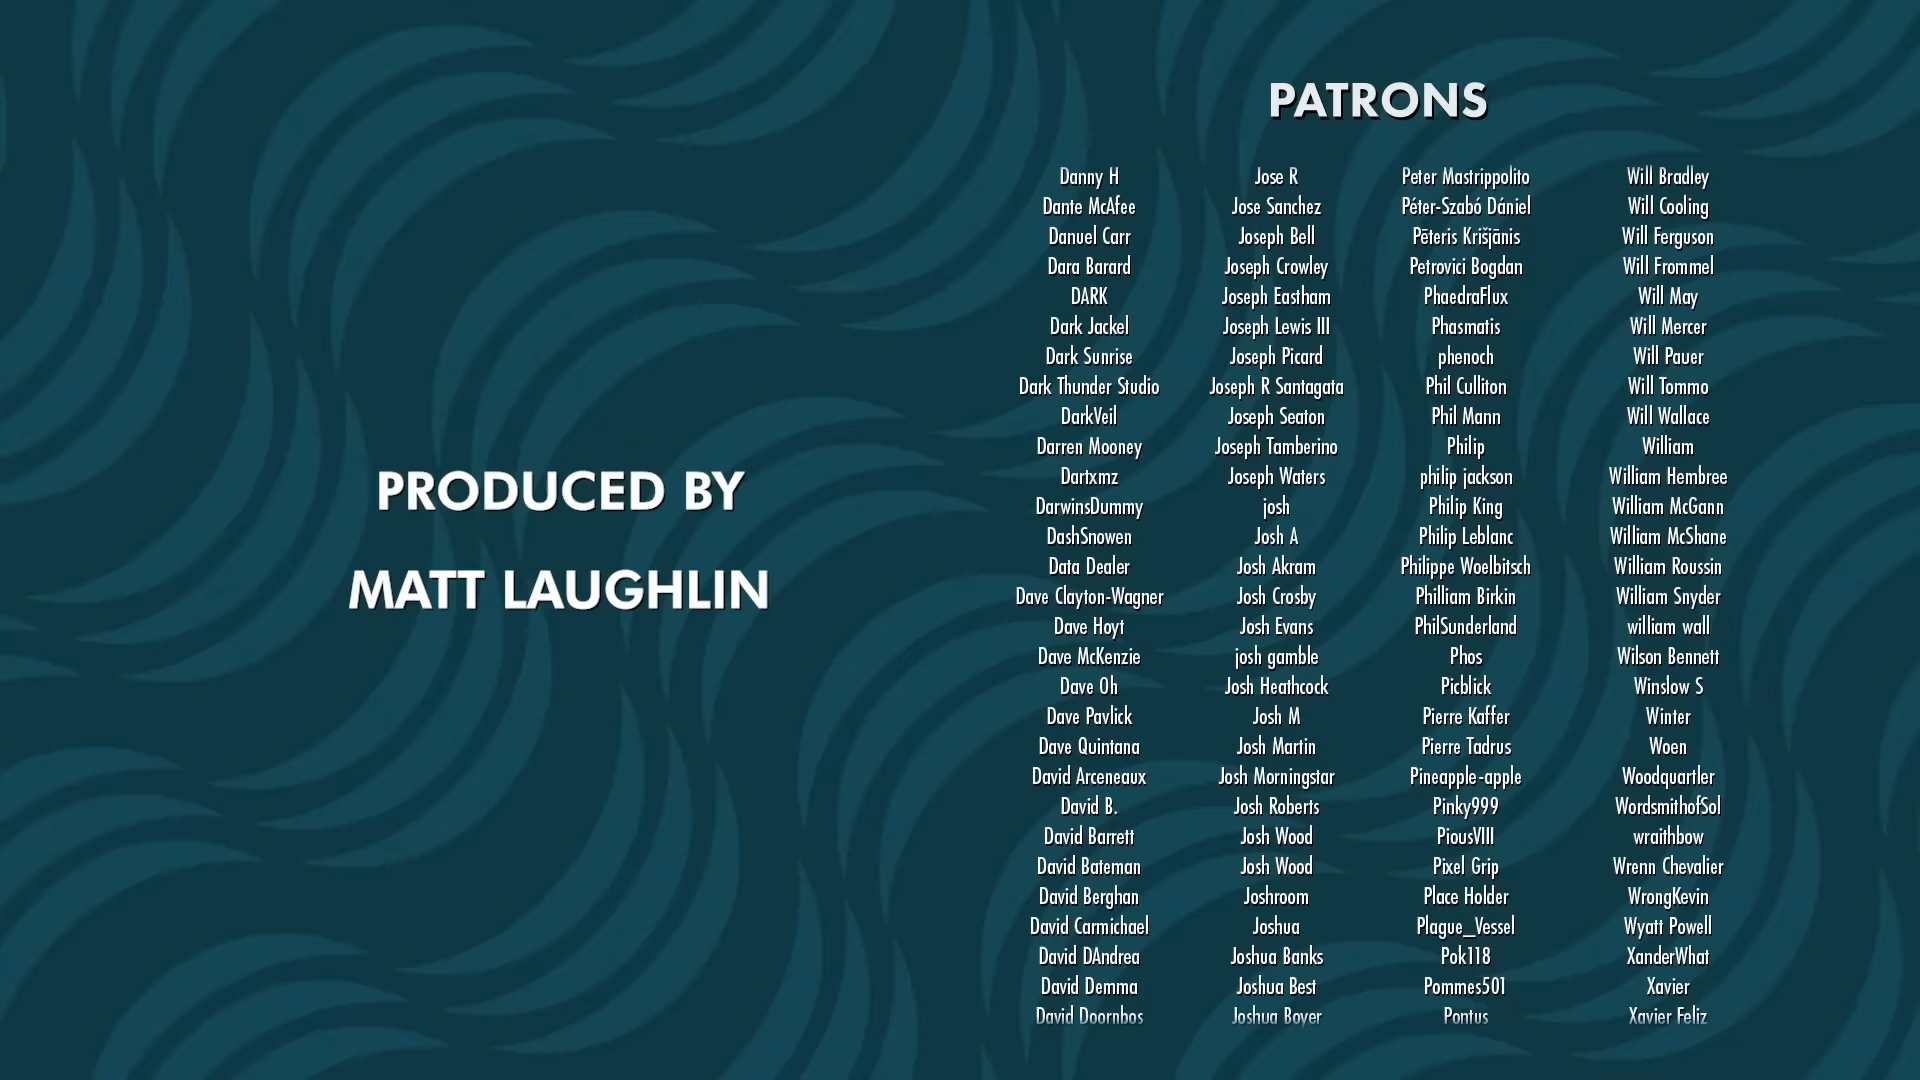 PRODUCED BY
MATT LAUGHLIN
PATRONS
Danny H
Dante McAfee
Danuel Carr
Dara Barard
DARK
Dark Jackel
Dark Sunrise
Dark Thunder Studio
DarkVeil
Darren Mooney
Dartxmz
DarwinsDummy
DashSnowen
Data Dealer
Dave Clayton-Wagner
Dave Hoyt
Dave McKenzie
Dave Oh
Dave Pavlick
Dave Quintana
David Arceneaux
David B.
David Barrett
David Bateman
David Berghan
David Carmichael
David DAndrea
David Demma
David Doornbos
Jose R
Jose Sanchez
Joseph Bell
Joseph Crowley
Joseph Eastham
Joseph Lewis III
Joseph Picard
Joseph R Santagata
Joseph Seaton
Joseph Tamberino
Joseph Waters
josh
Josh A
Josh Akram
Josh Crosby
Josh Evans
josh gamble
Josh Heathcock
Josh M
Josh Martin
Josh Morningstar
Josh Roberts
Josh Wood
Josh Wood
Joshroom
Joshua
Joshua Banks
Joshua Best
Joshua Boyer
Peter Mastrippolito
Péter-Szabó Dániel
Pēteris Krišjānis
Petrovici Bogdan
PhaedraFlux
Phasmatis
phenoch
Phil Culliton
Phil Mann
Philip
philip jackson
Philip King
Philip Leblanc
Philippe Woelbitsch
Philliam Birkin
PhilSunderland
Phos
Picblick
Pierre Kaffer
Pierre Tadrus
Pineapple-apple
Pinky999
PiousVIII
Pixel Grip
Place Holder
Plague_Vessel
Pok118
Pommes501
Pontus
Will Bradley
Will Cooling
Will Ferguson
Will Frommel
Will May
Will Mercer
Will Pauer
Will Tommo
Will Wallace
William
William Hembree
William McGann
William McShane
William Roussin
William Snyder
william wall
Wilson Bennett
Winslow S
Winter
Woen
Woodquartler
WordsmithofSol
wraithbow
Wrenn Chevalier
WrongKevin
Wyatt Powell
XanderWhat
Xavier
Xavier Feliz